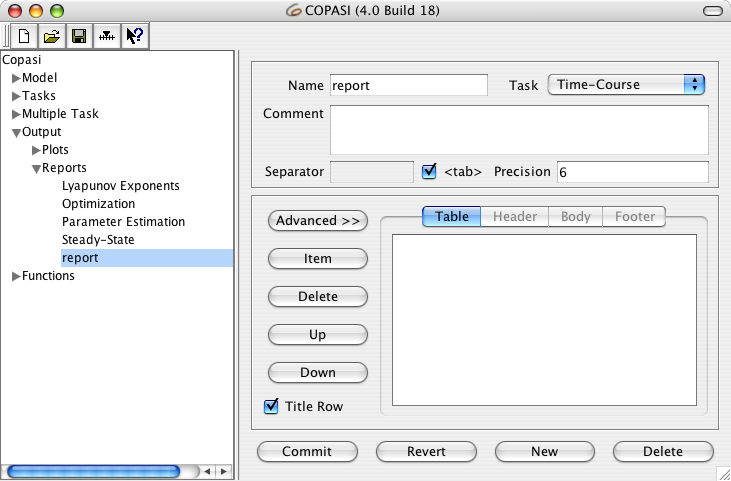 COPASI (4.0 Build 18)
Copasi
Model
Tasks
Multiple Task
Output
Plots
Reports
Lyapunov Exponents
Optimization
Parameter Estimation
Steady-State
report
Functions
Name report Task Time-Course
Comment
Separator <tab> Precision 6
Advanced >> Table Header Body Footer
Item
Delete
Up
Down
Title Row
Commit Revert New Delete